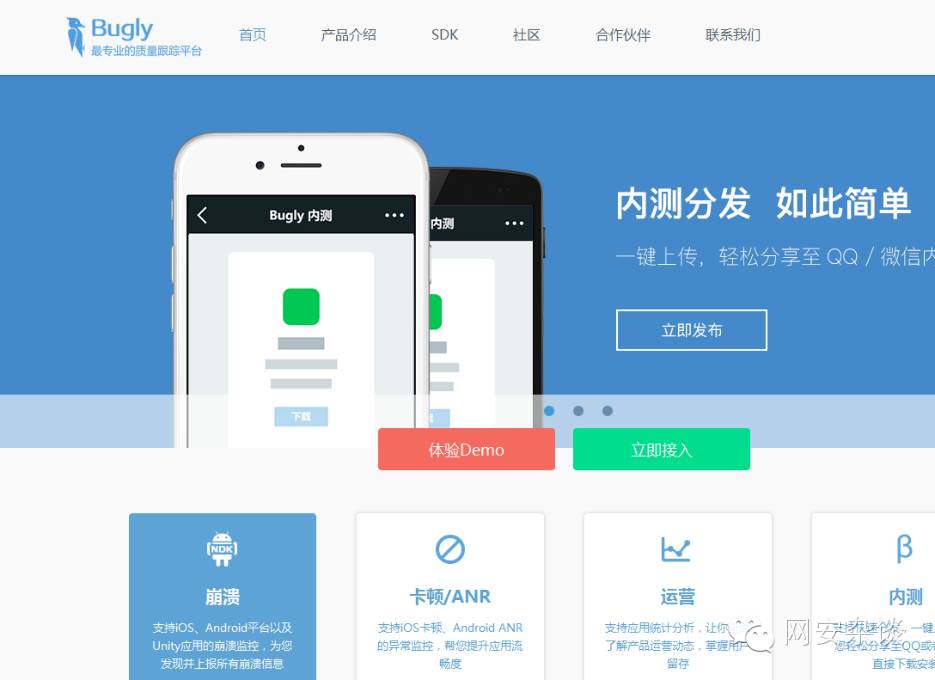 Bugly
最专业的质量跟踪平台
首页 产品介绍 SDK 社区 合作伙伴 联系我们
内测分发 如此简单
一键上传，轻松分享至 QQ / 微信内
立即发布
Bugly 内测
内测
下载
体验Demo
立即接入
NDK
崩溃
支持iOS、Android平台以及
Unity应用的崩溃监控，为您
发现并上报所有崩溃信息
卡顿/ANR
支持iOS卡顿、Android ANR
的异常监控，帮您提升应用流
畅度
运营
支持应用统计分析，让你
了解产品运营动态，掌握用户
留存
β
内测
一键
您轻松分享至QQ或
直接下载安装
网安杂谈